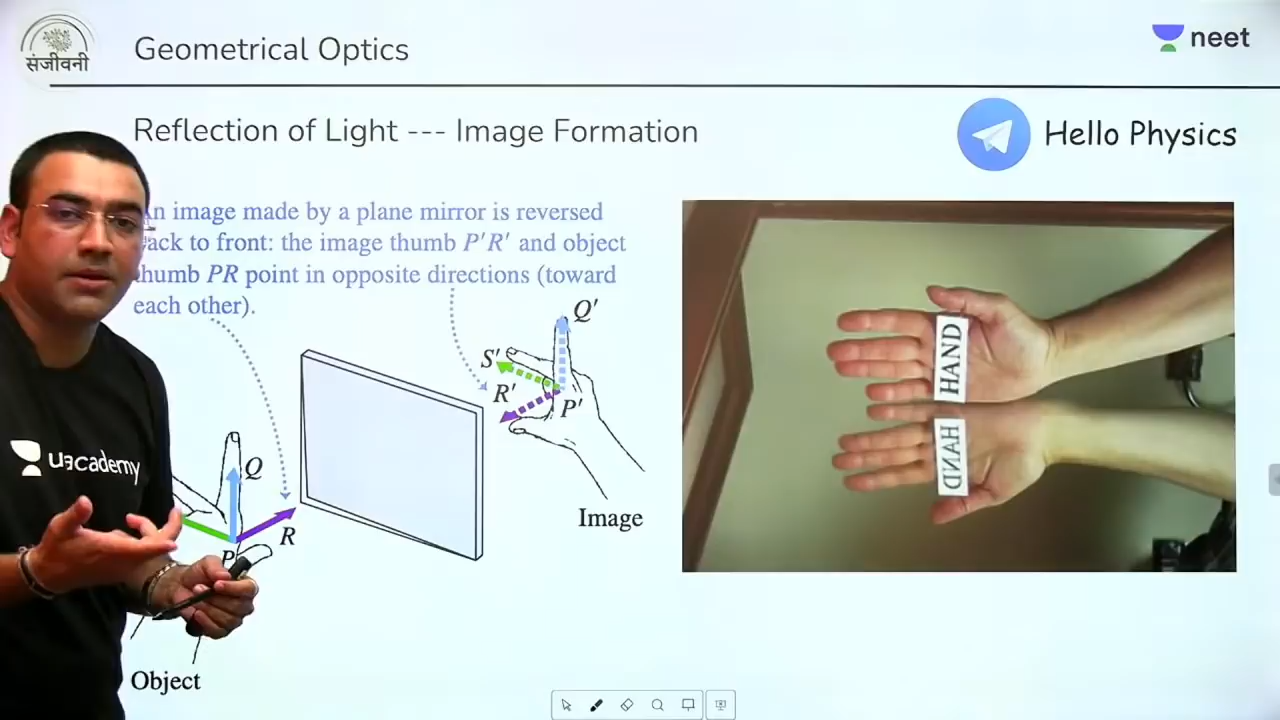 संजीवनी
Geometrical Optics
neet
Reflection of Light --- Image Formation
Hello Physics
An image made by a plane mirror is reversed
back to front: the image thumb P′R′ and object
thumb PR point in opposite directions (toward
each other).
Q′
S′
R′
P′
Image
Q
R
P
Object
unacademy
HAND
HAND